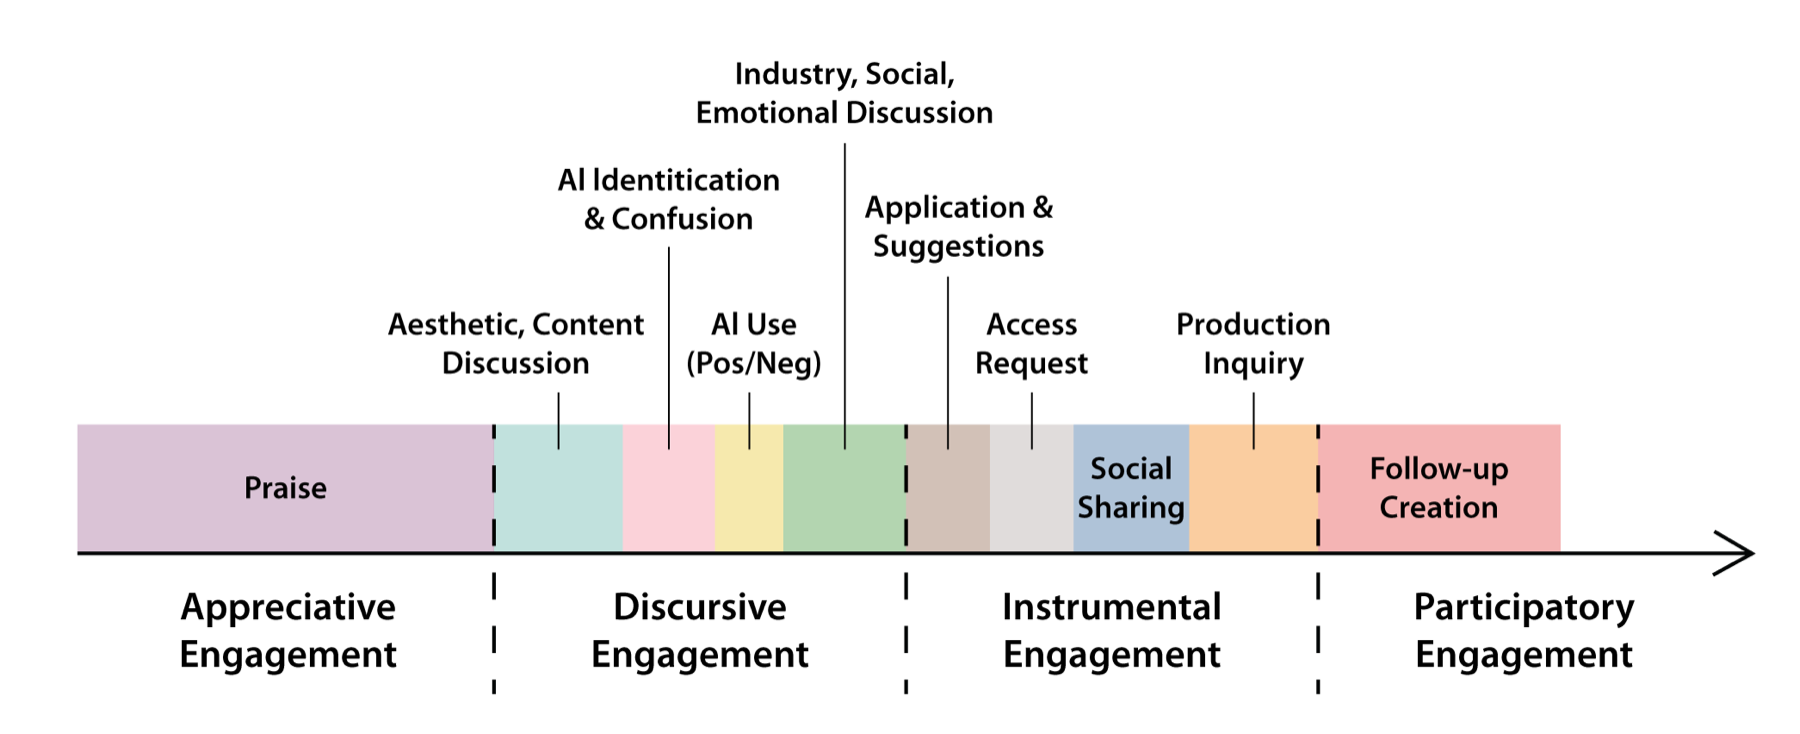 Industry, Social,
Emotional Discussion
AI Identitication
& Confusion
Application &
Suggestions
Aesthetic, Content
Discussion
AI Use
(Pos/Neg)
Access
Request
Production
Inquiry
Praise
Social
Sharing
Follow-up
Creation
Appreciative
Engagement
Discursive
Engagement
Instrumental
Engagement
Participatory
Engagement